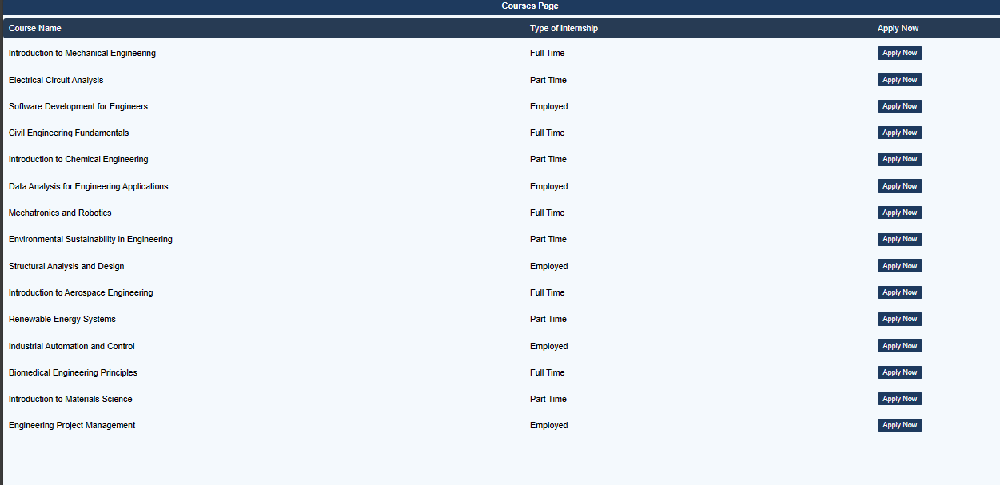 Courses Page
Course Name Type of Internship Apply Now
Introduction to Mechanical Engineering Full Time Apply Now
Electrical Circuit Analysis Part Time Apply Now
Software Development for Engineers Employed Apply Now
Civil Engineering Fundamentals Full Time Apply Now
Introduction to Chemical Engineering Part Time Apply Now
Data Analysis for Engineering Applications Employed Apply Now
Mechatronics and Robotics Full Time Apply Now
Environmental Sustainability in Engineering Part Time Apply Now
Structural Analysis and Design Employed Apply Now
Introduction to Aerospace Engineering Full Time Apply Now
Renewable Energy Systems Part Time Apply Now
Industrial Automation and Control Employed Apply Now
Biomedical Engineering Principles Full Time Apply Now
Introduction to Materials Science Part Time Apply Now
Engineering Project Management Employed Apply Now